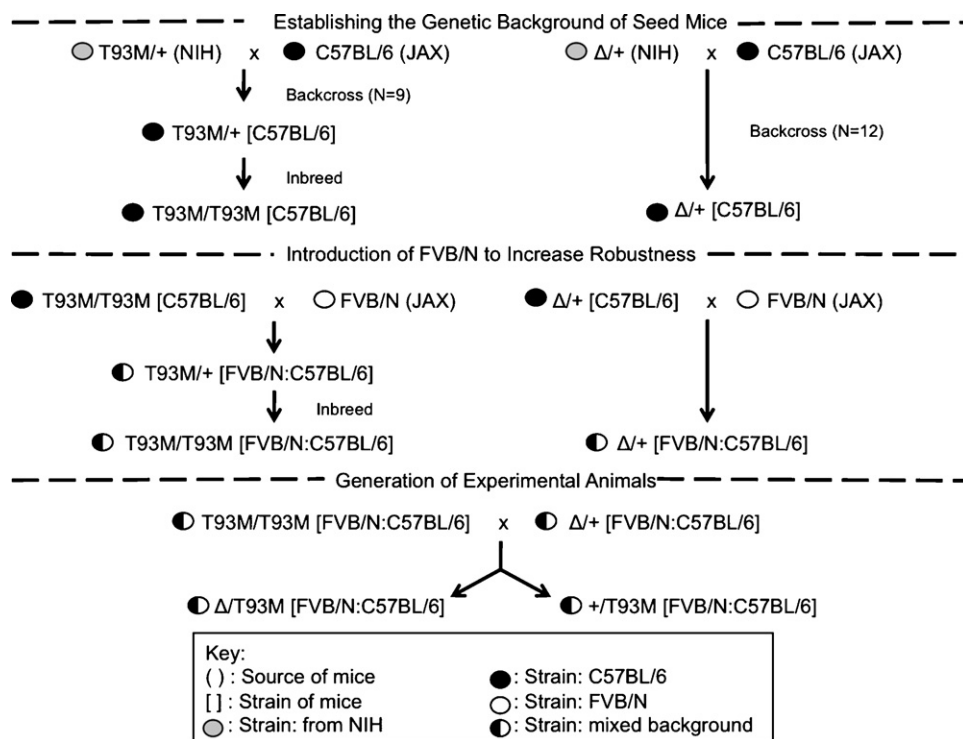 Establishing the Genetic Background of Seed Mice
T93M/+ (NIH) x C57BL/6 (JAX) Δ/+ (NIH) x C57BL/6 (JAX)
Backcross (N=9)
T93M/+ [C57BL/6] Backcross (N=12)
Inbreed
T93M/T93M [C57BL/6] Δ/+ [C57BL/6]
Introduction of FVB/N to Increase Robustness
T93M/T93M [C57BL/6] x FVB/N (JAX) Δ/+ [C57BL/6] x FVB/N (JAX)
T93M/+ [FVB/N:C57BL/6]
Inbreed
T93M/T93M [FVB/N:C57BL/6] Δ/+ [FVB/N:C57BL/6]
Generation of Experimental Animals
T93M/T93M [FVB/N:C57BL/6] x Δ/+ [FVB/N:C57BL/6]
Δ/T93M [FVB/N:C57BL/6] +/T93M [FVB/N:C57BL/6]
Key:
( ) : Source of mice
[ ] : Strain of mice
: Strain: from NIH
: Strain: C57BL/6
: Strain: FVB/N
: Strain: mixed background